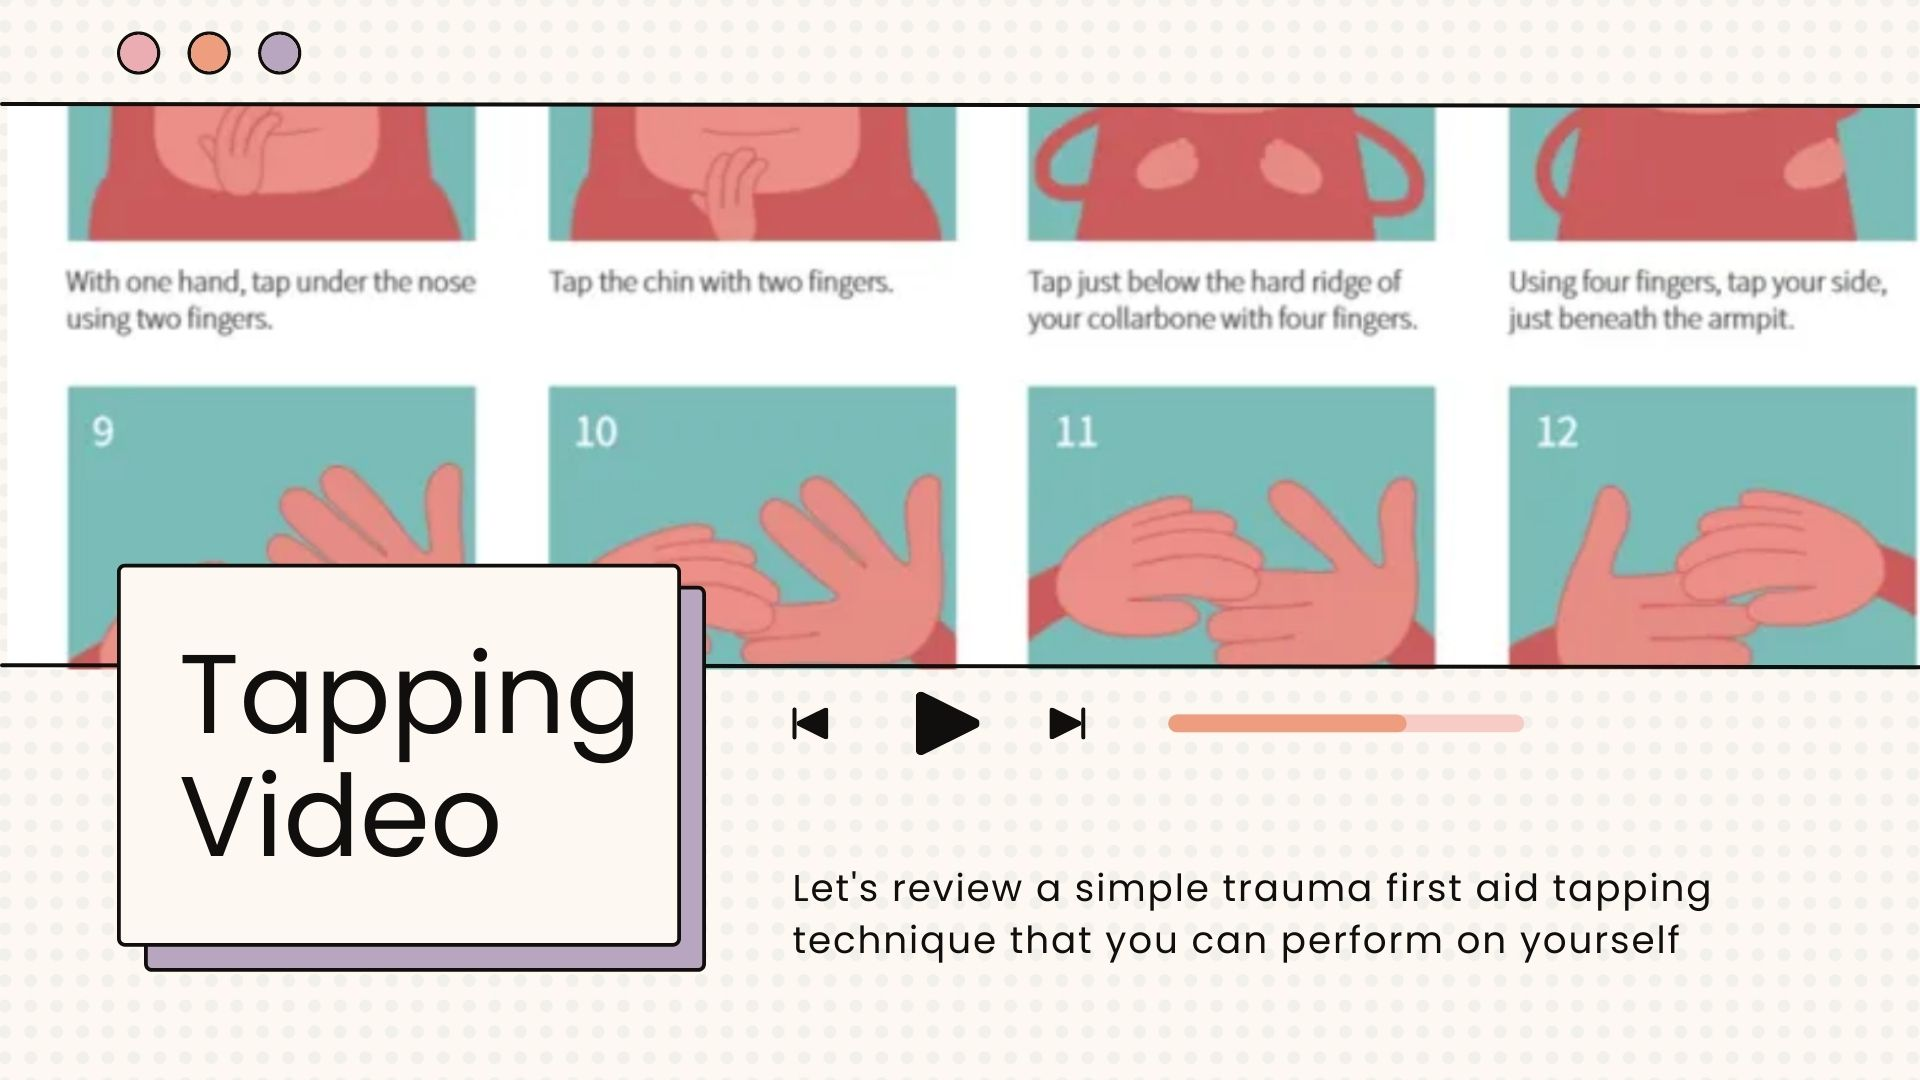 With one hand, tap under the nose
using two fingers.
Tap the chin with two fingers.
Tap just below the hard ridge of
your collarbone with four fingers.
Using four fingers, tap your side,
just beneath the armpit.
9
10
11
12
Tapping
Video
Let's review a simple trauma first aid tapping
technique that you can perform on yourself